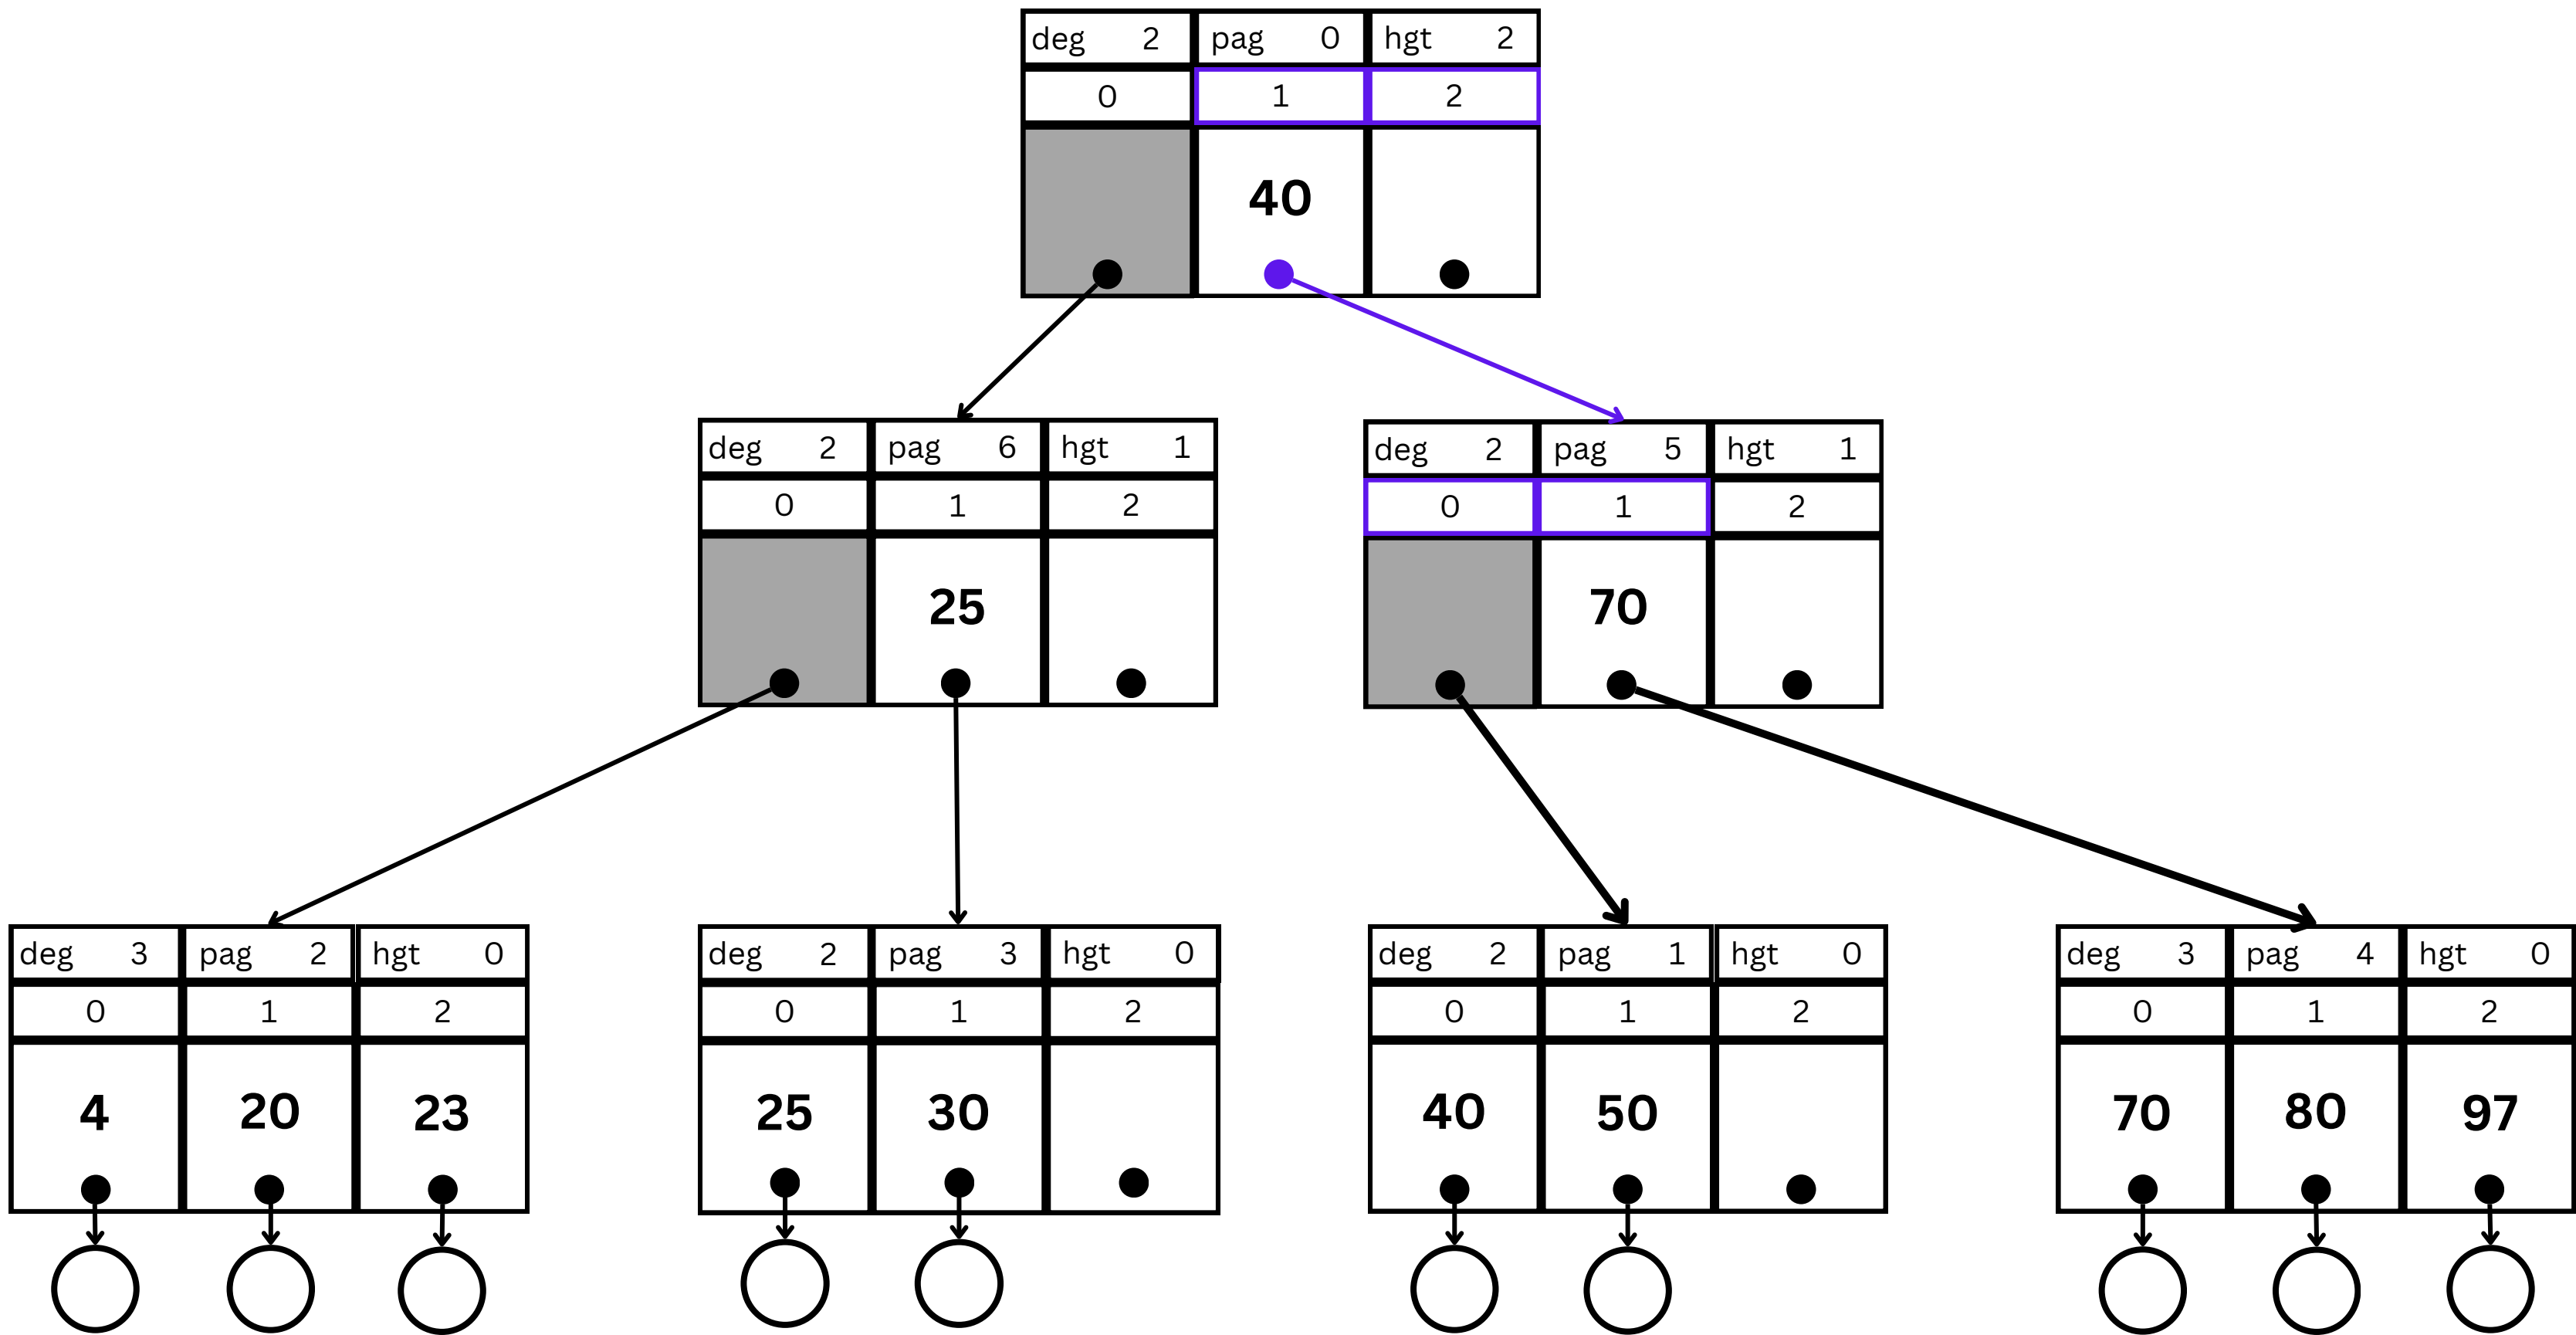 deg 2 pag 0 hgt 2
0 1 2
40
deg 2 pag 6 hgt 1
0 1 2
25
deg 2 pag 5 hgt 1
0 1 2
70
deg 3 pag 2 hgt 0
0 1 2
4 20 23
deg 2 pag 3 hgt 0
0 1 2
25 30
deg 2 pag 1 hgt 0
0 1 2
40 50
deg 3 pag 4 hgt 0
0 1 2
70 80 97